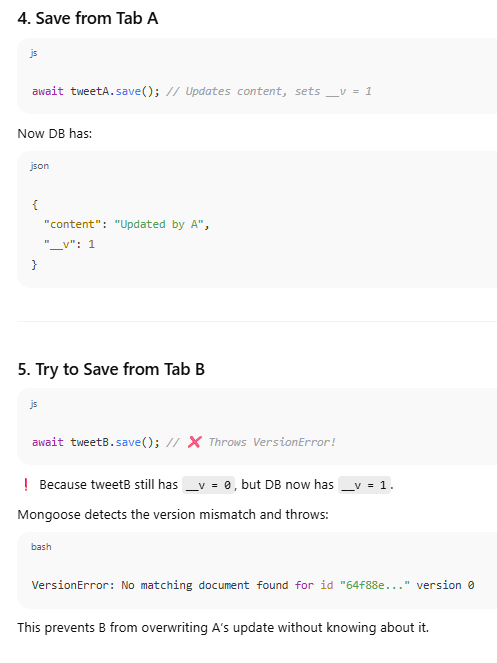 4. Save from Tab A
js
await tweetA.save(); // Updates content, sets __v = 1
Now DB has:
json
{
"content": "Updated by A",
"__v": 1
}
5. Try to Save from Tab B
js
await tweetB.save(); // ❌ Throws VersionError!
❗ Because tweetB still has __v = 0, but DB now has __v = 1.
Mongoose detects the version mismatch and throws:
bash
VersionError: No matching document found for id "64f88e..." version 0
This prevents B from overwriting A's update without knowing about it.